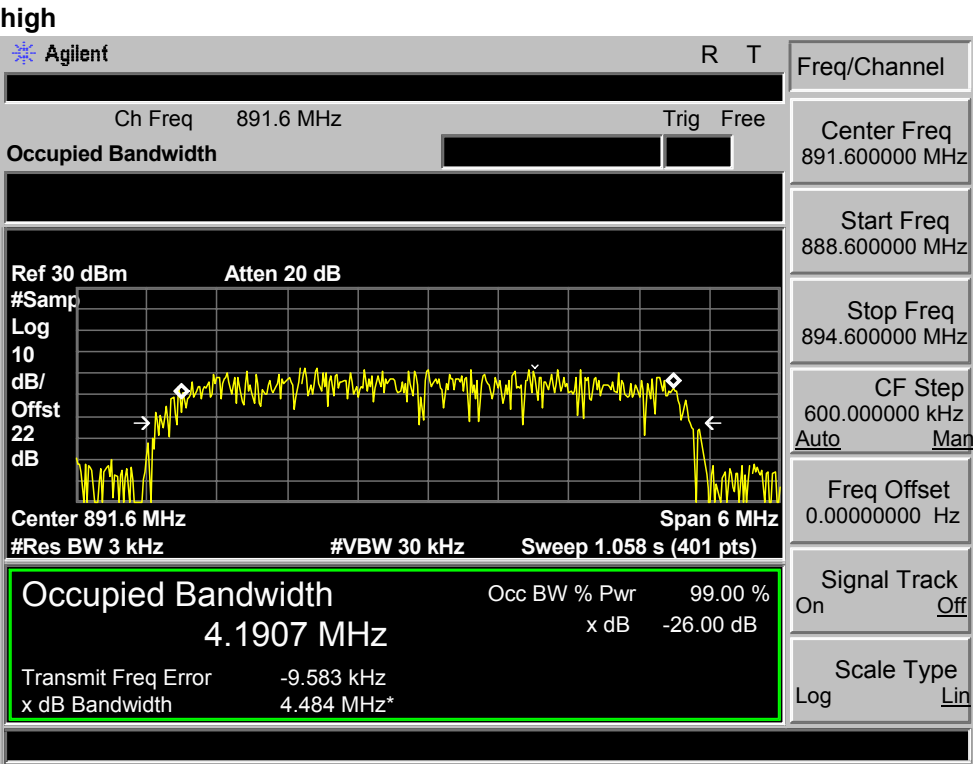 high
Agilent R T
Ch Freq 891.6 MHz Trig Free
Occupied Bandwidth
Ref 30 dBm Atten 20 dB
#Samp
Log
10
dB/
Offst
22
dB
Center 891.6 MHz Span 6 MHz
#Res BW 3 kHz #VBW 30 kHz Sweep 1.058 s (401 pts)
Occupied Bandwidth
4.1907 MHz
Occ BW % Pwr 99.00 %
x dB -26.00 dB
Transmit Freq Error -9.583 kHz
x dB Bandwidth 4.484 MHz*
Freq/Channel
Center Freq
891.600000 MHz
Start Freq
888.600000 MHz
Stop Freq
894.600000 MHz
CF Step
600.000000 kHz
Auto Man
Freq Offset
0.00000000 Hz
Signal Track
On Off
Scale Type
Log Lin